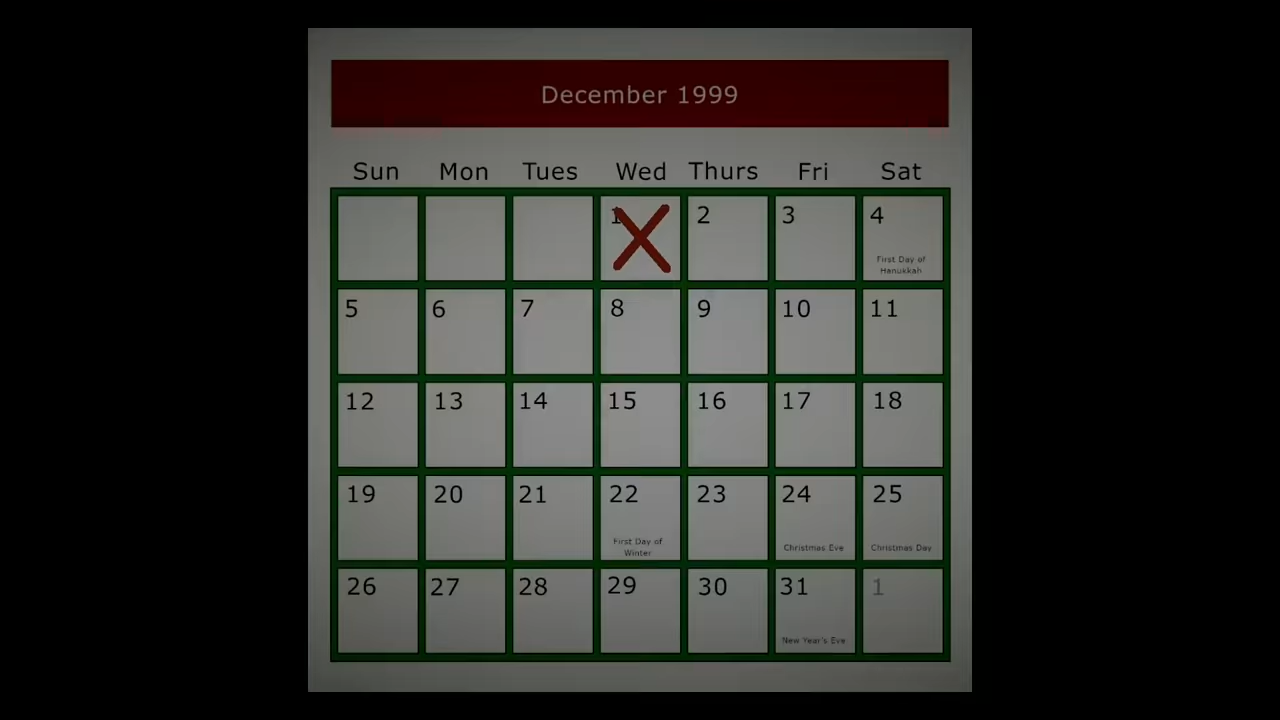 December 1999
Sun Mon Tues Wed Thurs Fri Sat
1 2 3 4
First Day of
Hanukkah
5 6 7 8 9 10 11
12 13 14 15 16 17 18
19 20 21 22 23 24 25
First Day of
Winter
Christmas Eve
Christmas Day
26 27 28 29 30 31 1
New Year's Eve